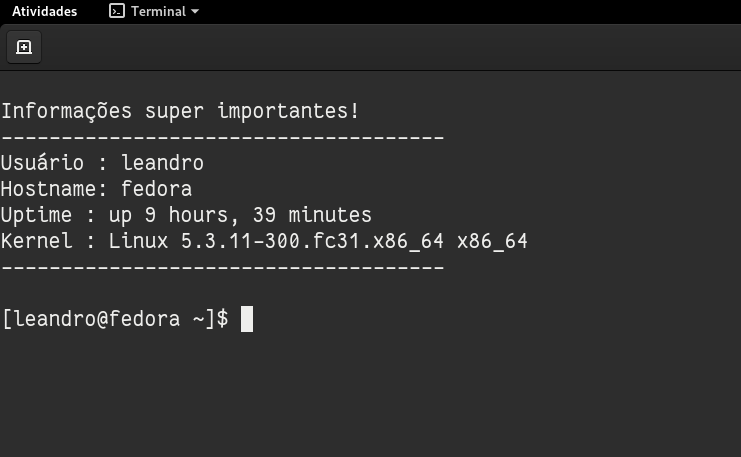 Atividades Terminal
Informações super importantes!
-------------------------------------
Usuário : leandro
Hostname: fedora
Uptime : up 9 hours, 39 minutes
Kernel : Linux 5.3.11-300.fc31.x86_64 x86_64
-------------------------------------
[leandro@fedora ~]$